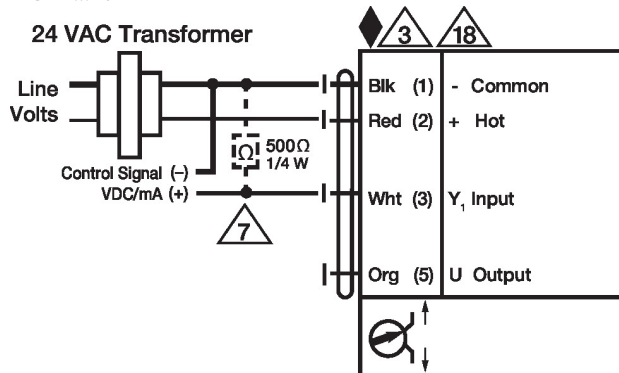 24 VAC Transformer
3 18
Line
Volts
Blk (1) - Common
Red (2) + Hot
Ω 500Ω
1/4 W
Control Signal (–)
VDC/mA (+)
Wht (3) Y₁ Input
7
Org (5) U Output